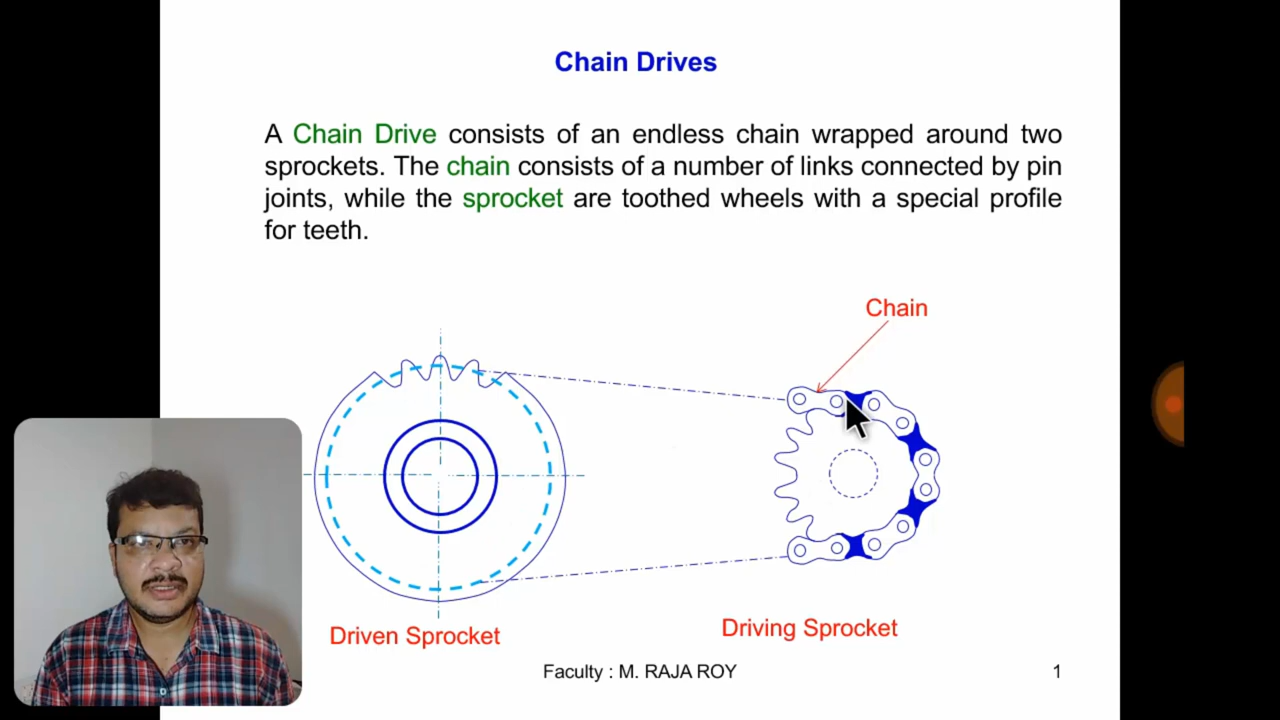 Chain Drives
A Chain Drive consists of an endless chain wrapped around two
sprockets. The chain consists of a number of links connected by pin
joints, while the sprocket are toothed wheels with a special profile
for teeth.
Chain
Driven Sprocket
Driving Sprocket
Faculty : M. RAJA ROY
1